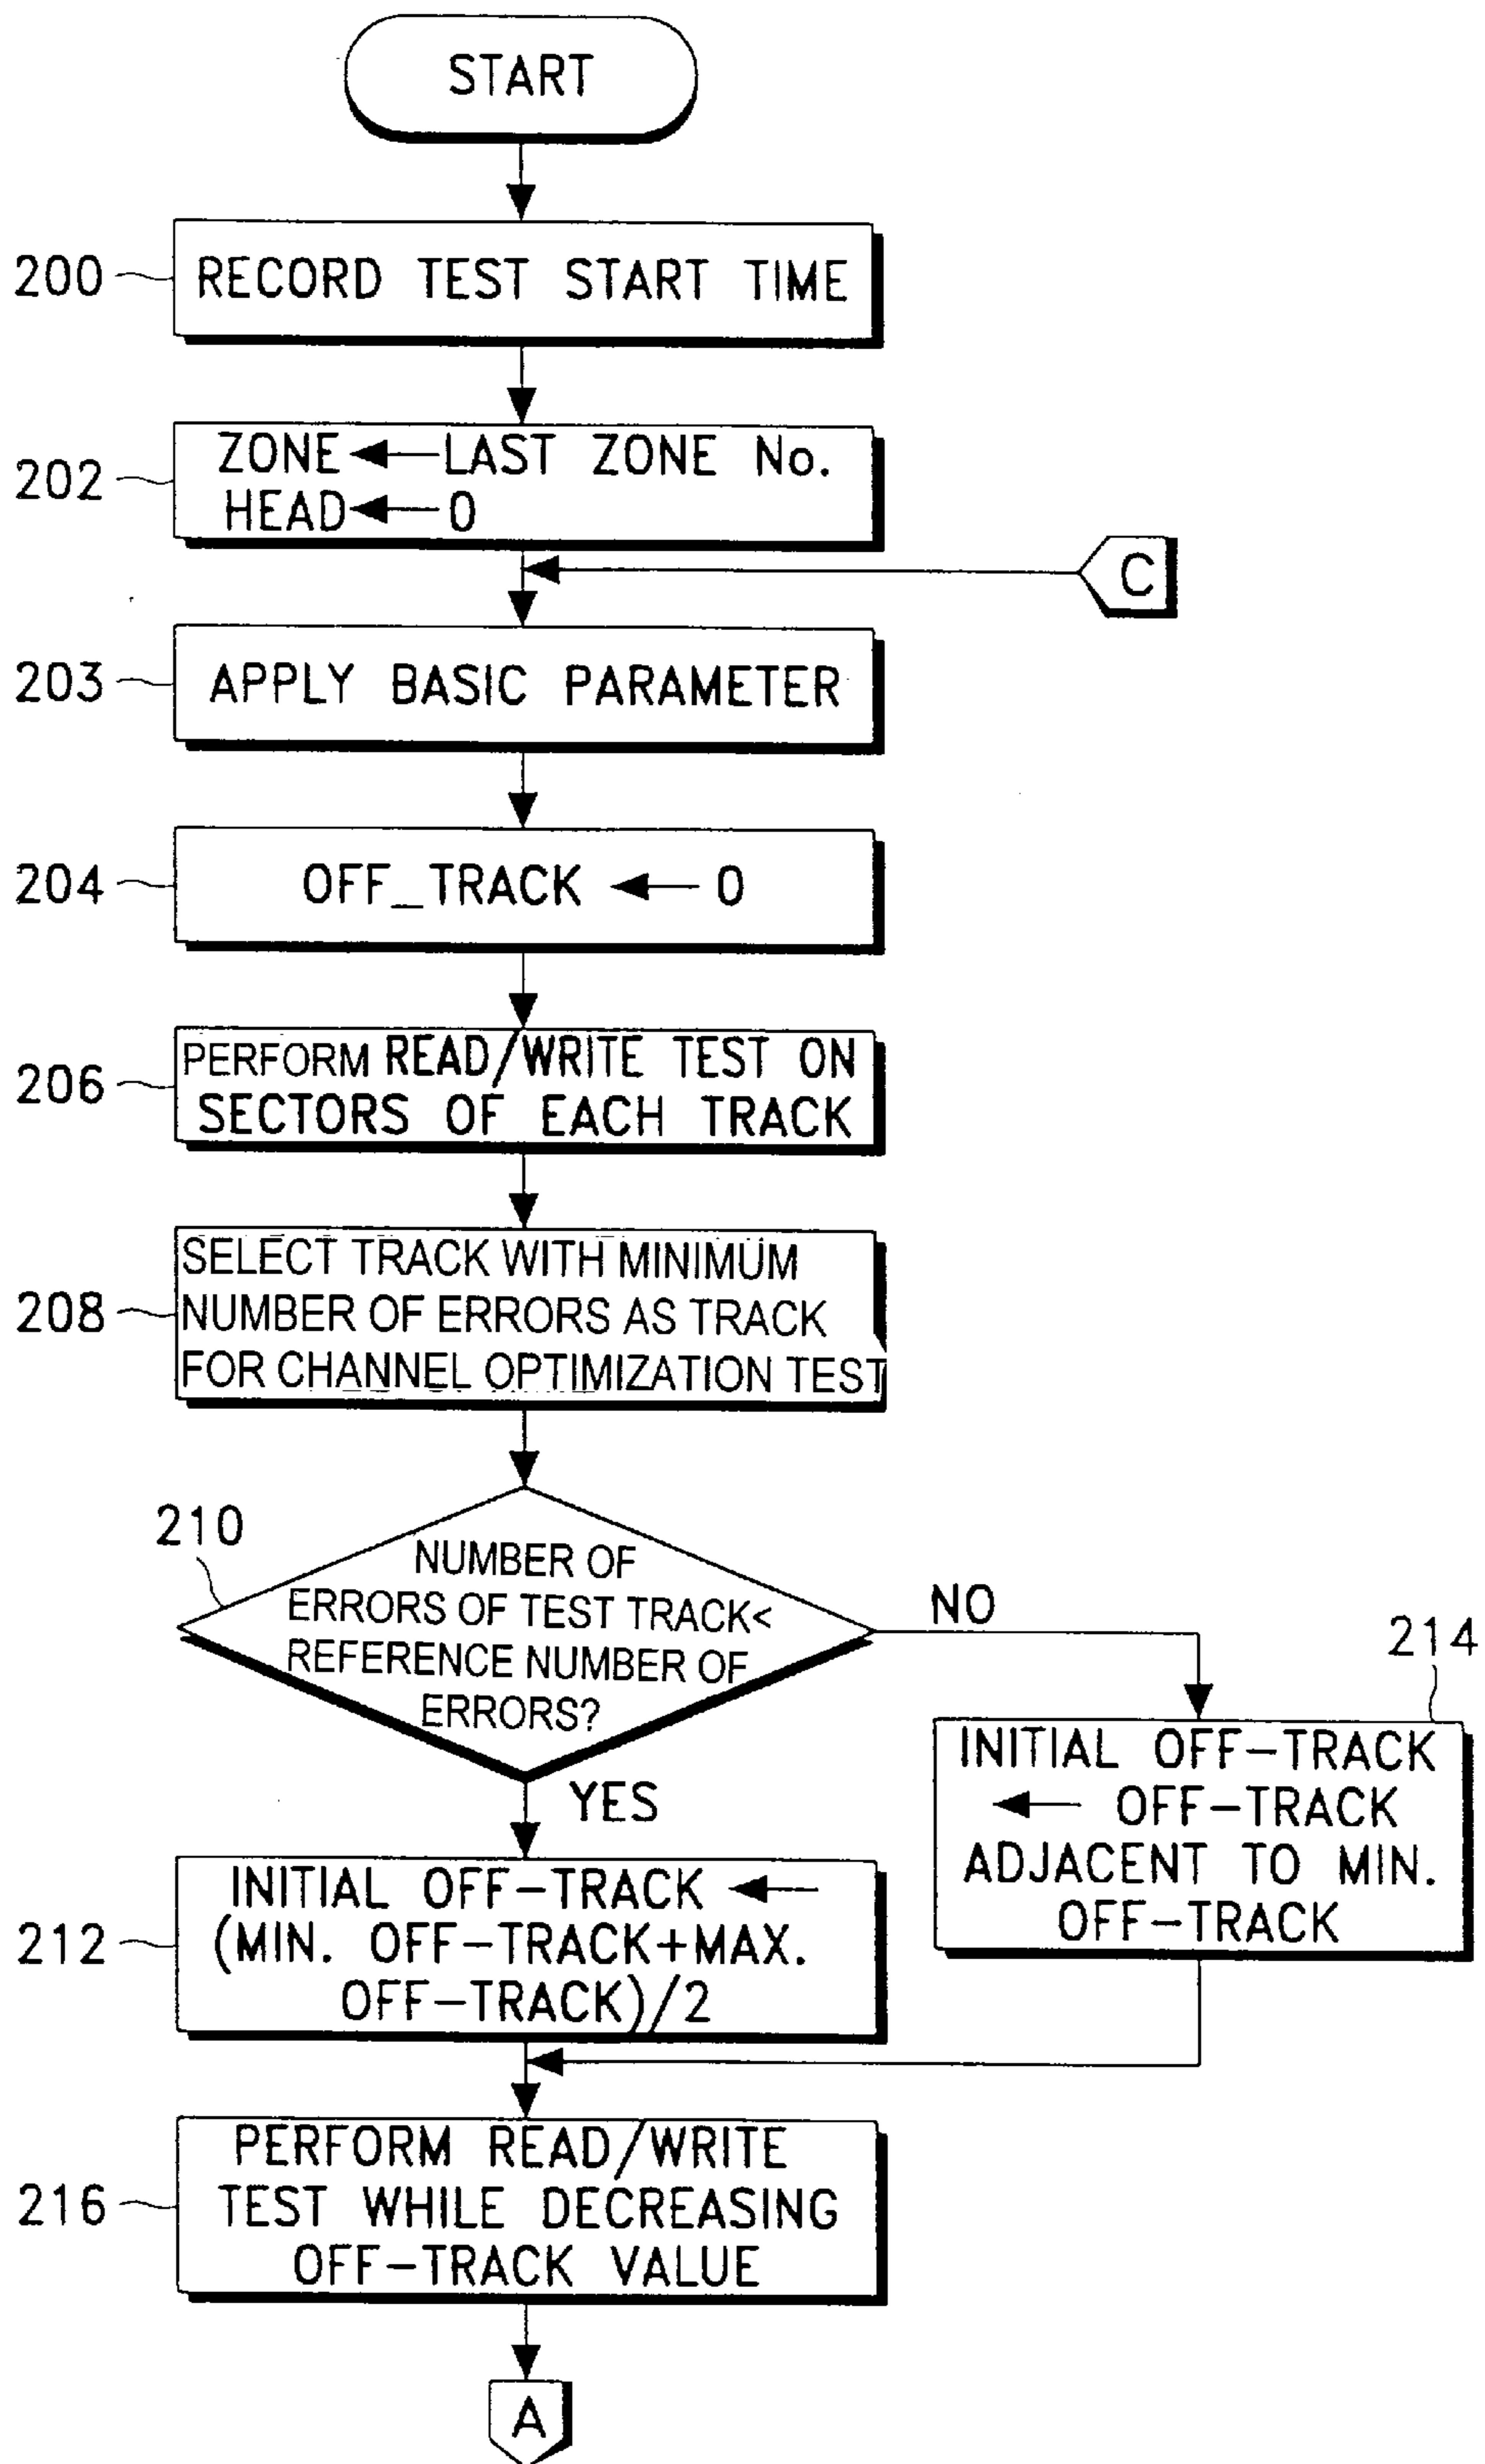 START
200
RECORD TEST START TIME
202
ZONE ← LAST ZONE No.
HEAD ← 0
C
203
APPLY BASIC PARAMETER
204
OFF_TRACK ← 0
206
PERFORM READ/WRITE TEST ON
SECTORS OF EACH TRACK
208
SELECT TRACK WITH MINIMUM
NUMBER OF ERRORS AS TRACK
FOR CHANNEL OPTIMIZATION TEST
210
NUMBER OF
ERRORS OF TEST TRACK<
REFERENCE NUMBER OF
ERRORS?
NO
YES
214
INITIAL OFF-TRACK
← OFF-TRACK
ADJACENT TO MIN.
OFF-TRACK
212
INITIAL OFF-TRACK ←
(MIN. OFF-TRACK+MAX.
OFF-TRACK)/2
216
PERFORM READ/WRITE
TEST WHILE DECREASING
OFF-TRACK VALUE
A